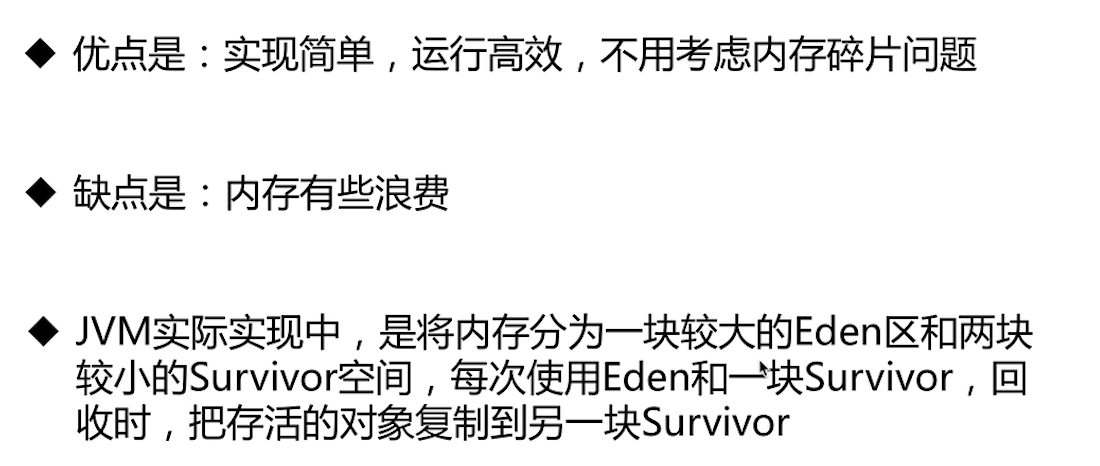 ◆ 优点是：实现简单，运行高效，不用考虑内存碎片问题
◆ 缺点是：内存有些浪费
◆ JVM实际实现中，是将内存分为一块较大的Eden区和两块
较小的Survivor空间，每次使用Eden和一块Survivor，回
收时，把存活的对象复制到另一块Survivor